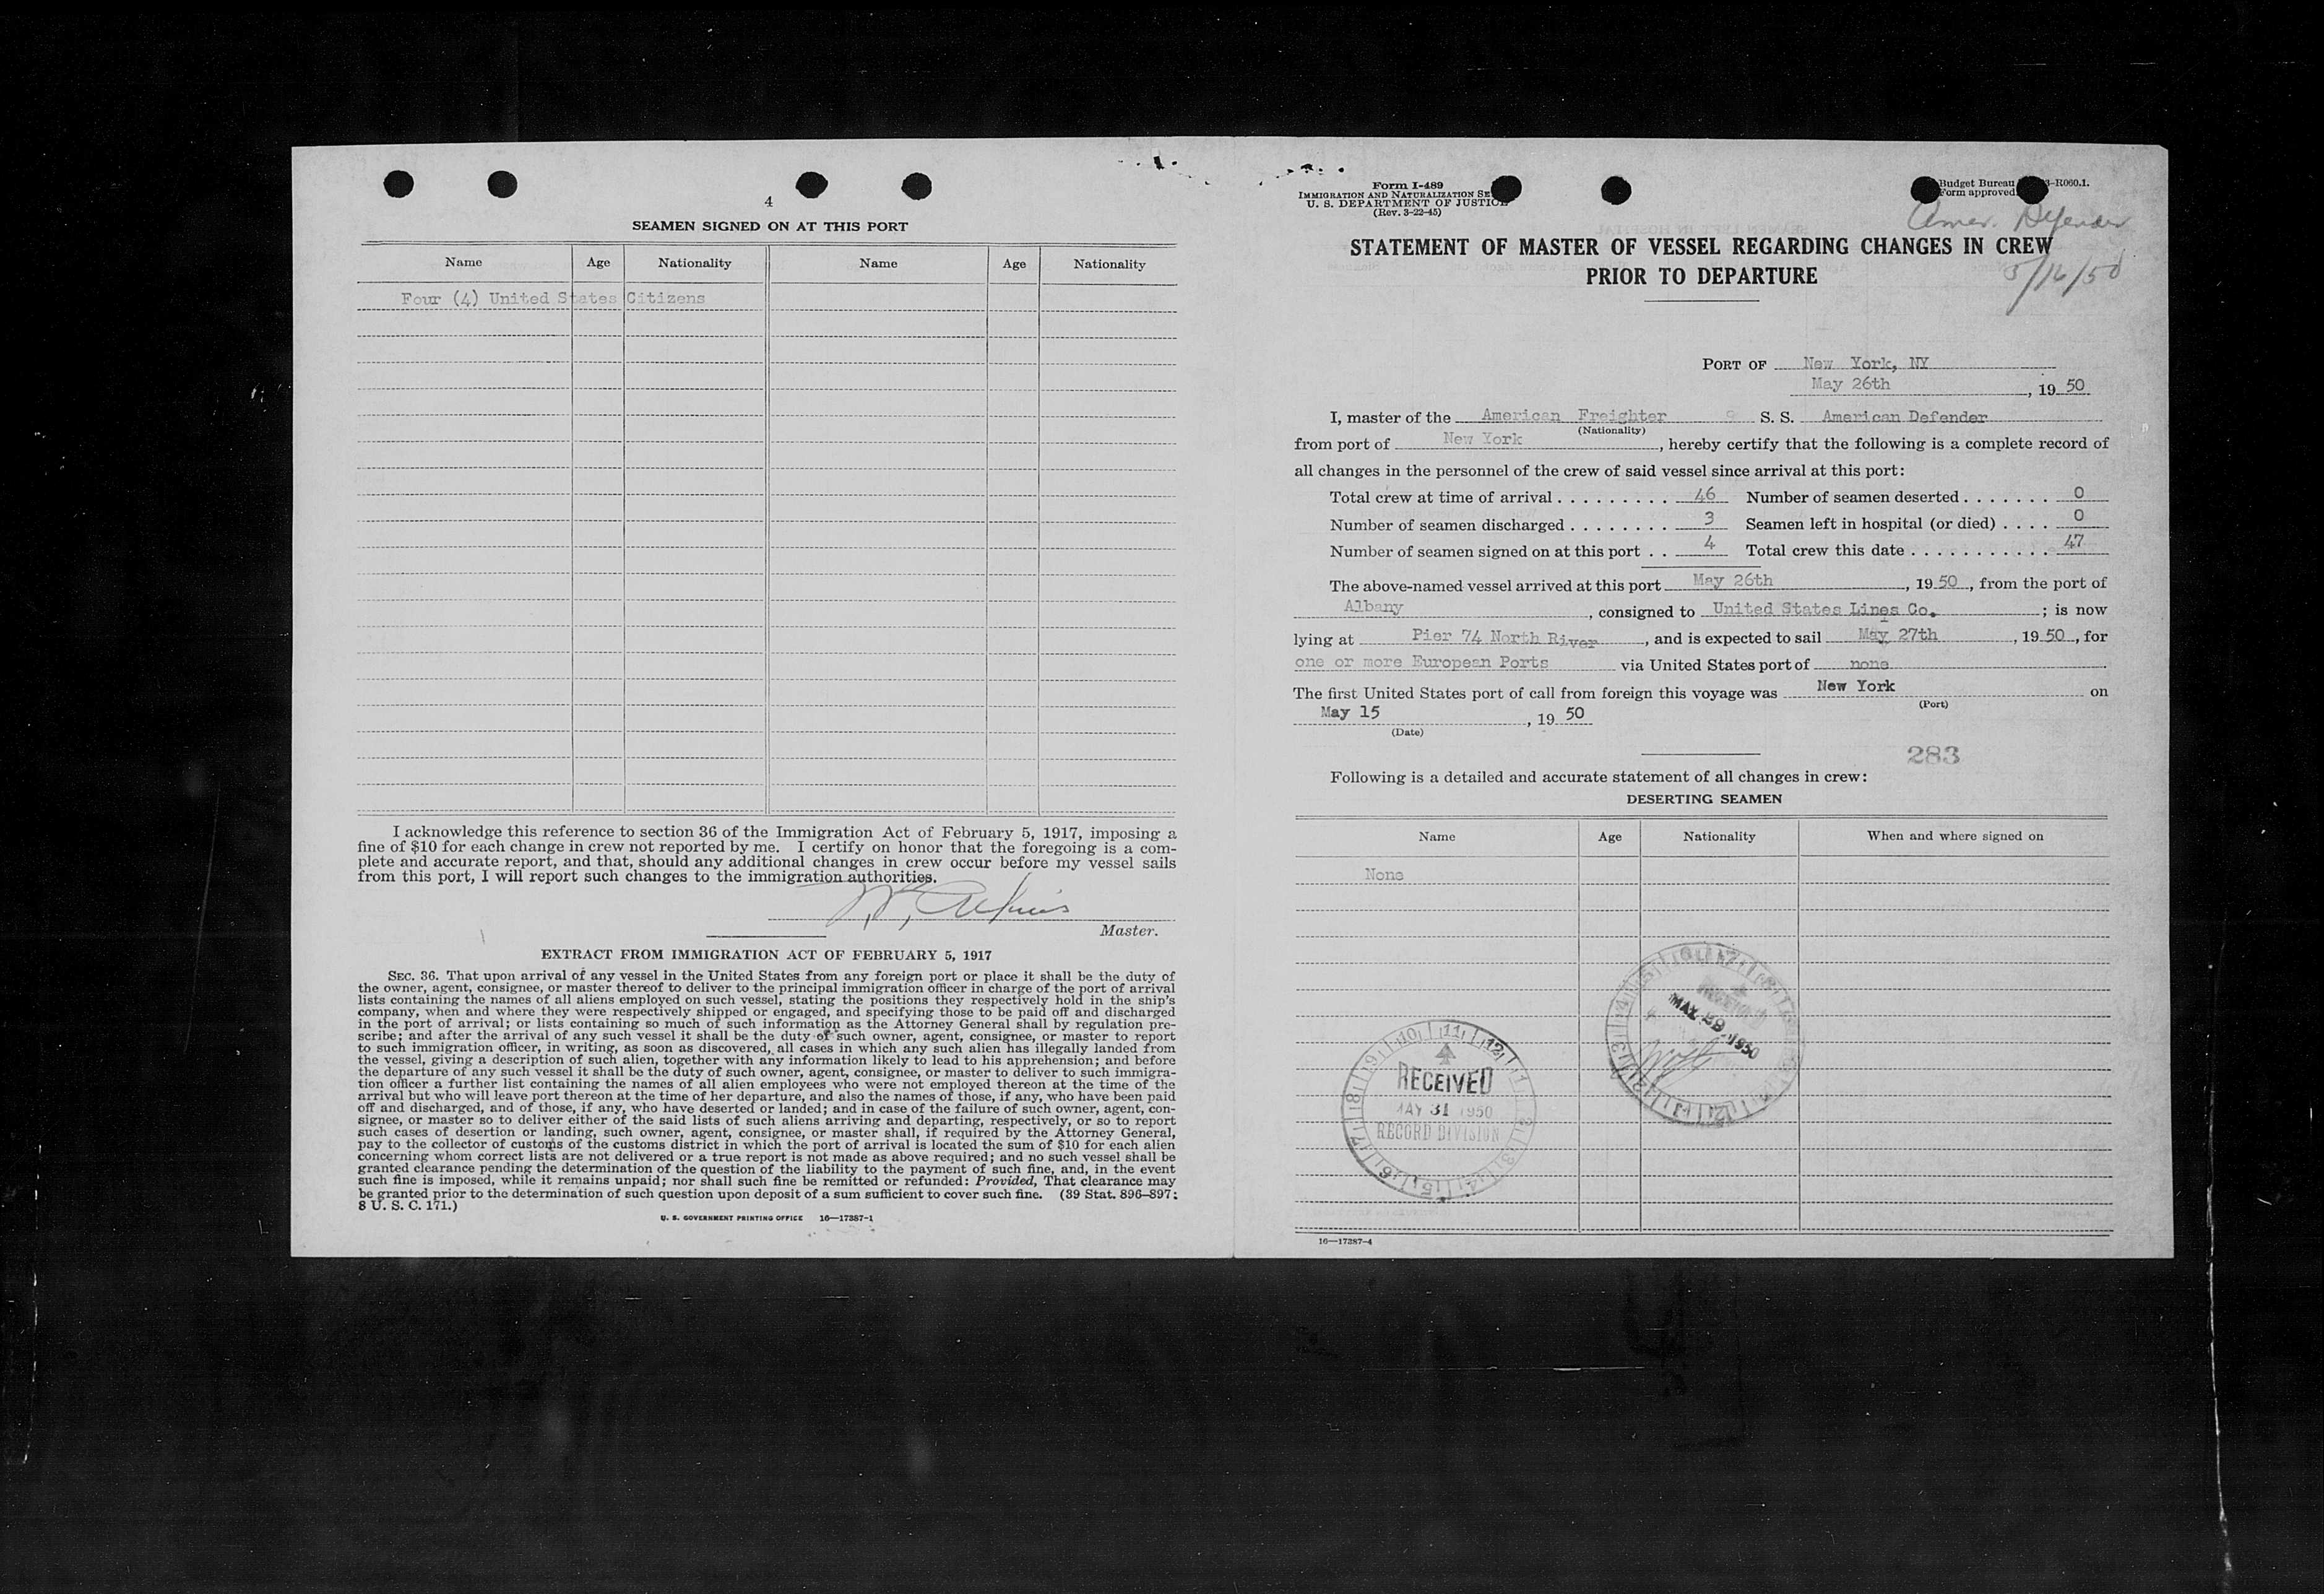 4
SEAMEN SIGNED ON AT THIS PORT
Name Age Nationality Name Age Nationality
Four (4) United States Citizens
I acknowledge this reference to section 36 of the Immigration Act of February 5, 1917, imposing a
fine of $10 for each change in crew not reported by me. I certify on honor that the foregoing is a com-
plete and accurate report, and that, should any additional changes in crew occur before my vessel sails
from this port, I will report such changes to the immigration authorities.
Master.
EXTRACT FROM IMMIGRATION ACT OF FEBRUARY 5, 1917
SEC. 36. That upon arrival of any vessel in the United States from any foreign port or place it shall be the duty of
the owner, agent, consignee, or master thereof to deliver to the principal immigration officer in charge of the port of arrival
lists containing the names of all aliens employed on such vessel, stating the positions they respectively hold in the ship's
company, when and where they were respectively shipped or engaged, and specifying those to be paid off and discharged
in the port of arrival; or lists containing so much of such information as the Attorney General shall by regulation pre-
scribe; and after the arrival of any such vessel it shall be the duty of such owner, agent, consignee, or master to report
to such immigration officer, in writing, as soon as discovered, all cases in which any such alien has illegally landed from
the vessel, giving a description of such alien, together with any information likely to lead to his apprehension; and before
the departure of any such vessel it shall be the duty of such owner, agent, consignee, or master to deliver to such immigra-
tion officer a further list containing the names of all alien employees who were not employed thereon at the time of the
arrival but who will leave port thereon at the time of her departure, and also the names of those, if any, who have been paid
off and discharged, and of those, if any, who have deserted or landed; and in case of the failure of such owner, agent, con-
signee, or master so to deliver either of the said lists of such aliens arriving and departing, respectively, or so to report
such cases of desertion or landing, such owner, agent, consignee, or master shall, if required by the Attorney General,
pay to the collector of customs of the customs district in which the port of arrival is located the sum of $10 for each alien
concerning whom correct lists are not delivered or a true report is not made as above required; and no such vessel shall be
granted clearance pending the determination of the question of the liability to the payment of such fine, and, in the event
such fine is imposed, while it remains unpaid; nor shall such fine be remitted or refunded: Provided, That clearance may
be granted prior to the determination of such question upon deposit of a sum sufficient to cover such fine. (39 Stat. 896–897;
8 U. S. C. 171.)
U. S. GOVERNMENT PRINTING OFFICE 16—17387-1
Form I-489
IMMIGRATION AND NATURALIZATION SE
U. S. DEPARTMENT OF JUSTICE
(Rev. 3-22-45)
Budget Bureau -R060.1.
Form approved
Amer. Defender
5/16/50
STATEMENT OF MASTER OF VESSEL REGARDING CHANGES IN CREW
PRIOR TO DEPARTURE
PORT OF New York, NY
May 26th, 19 50
I, master of the American Freighter S. S. American Defender
(Nationality)
from port of New York, hereby certify that the following is a complete record of
all changes in the personnel of the crew of said vessel since arrival at this port:
Total crew at time of arrival 46 Number of seamen deserted 0
Number of seamen discharged 3 Seamen left in hospital (or died) 0
Number of seamen signed on at this port 4 Total crew this date 47
The above-named vessel arrived at this port May 26th, 19 50, from the port of
Albany, consigned to United States Lines Co.; is now
lying at Pier 74 North River, and is expected to sail May 27th, 19 50, for
one or more European Ports via United States port of none
The first United States port of call from foreign this voyage was New York on
(Port)
May 15, 19 50
(Date)
283
Following is a detailed and accurate statement of all changes in crew:
DESERTING SEAMEN
Name Age Nationality When and where signed on
None
RECEIVED
MAY 31 1950
RECORD DIVISION
16—17387-4